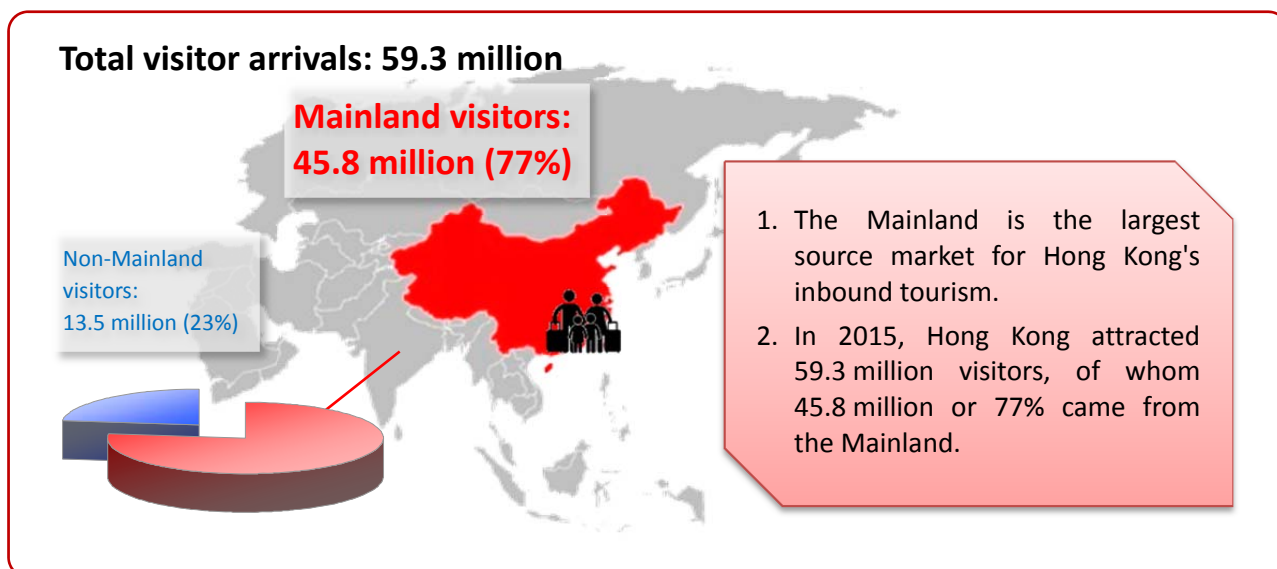 Total visitor arrivals: 59.3 million
Mainland visitors:
45.8 million (77%)
Non-Mainland
visitors:
13.5 million (23%)
1. The Mainland is the largest
source market for Hong Kong's
inbound tourism.
2. In 2015, Hong Kong attracted
59.3 million visitors, of whom
45.8 million or 77% came from
the Mainland.